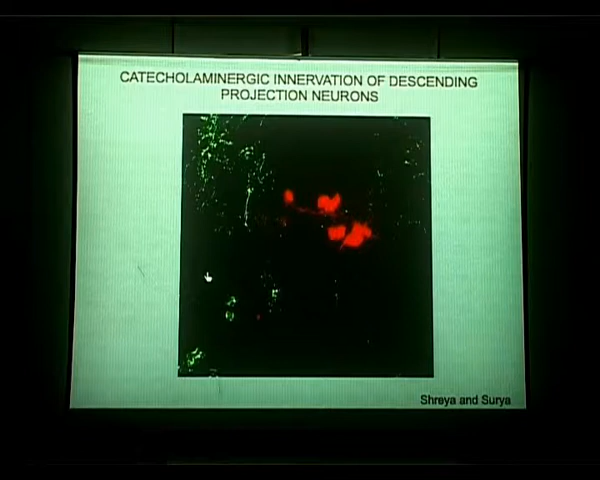 CATECHOLAMINERGIC INNERVATION OF DESCENDING
PROJECTION NEURONS
Shreya and Surya